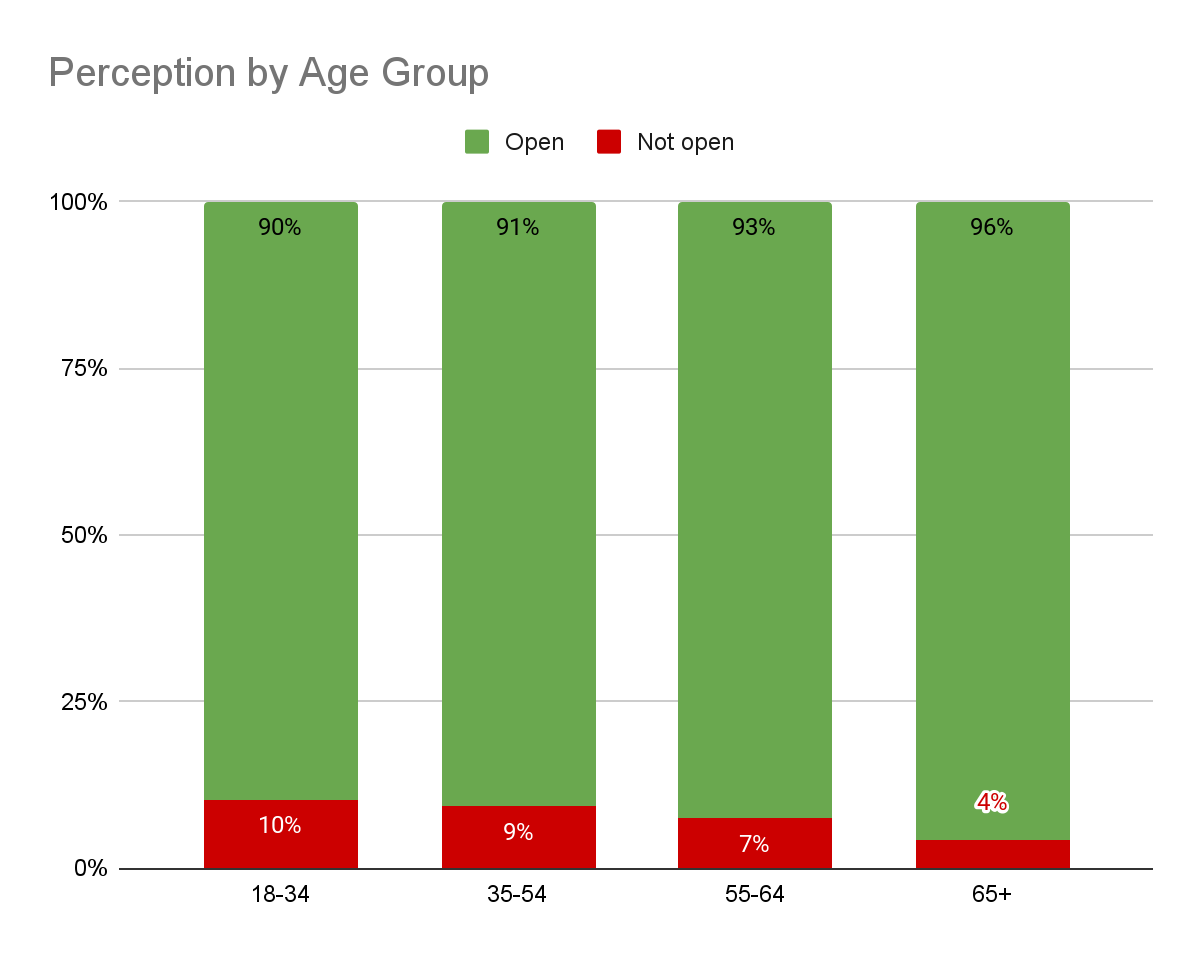 Perception by Age Group
Open Not open
100%
90% 91% 93% 96%
75%
50%
25%
4%
10% 9% 7%
0%
18-34 35-54 55-64 65+